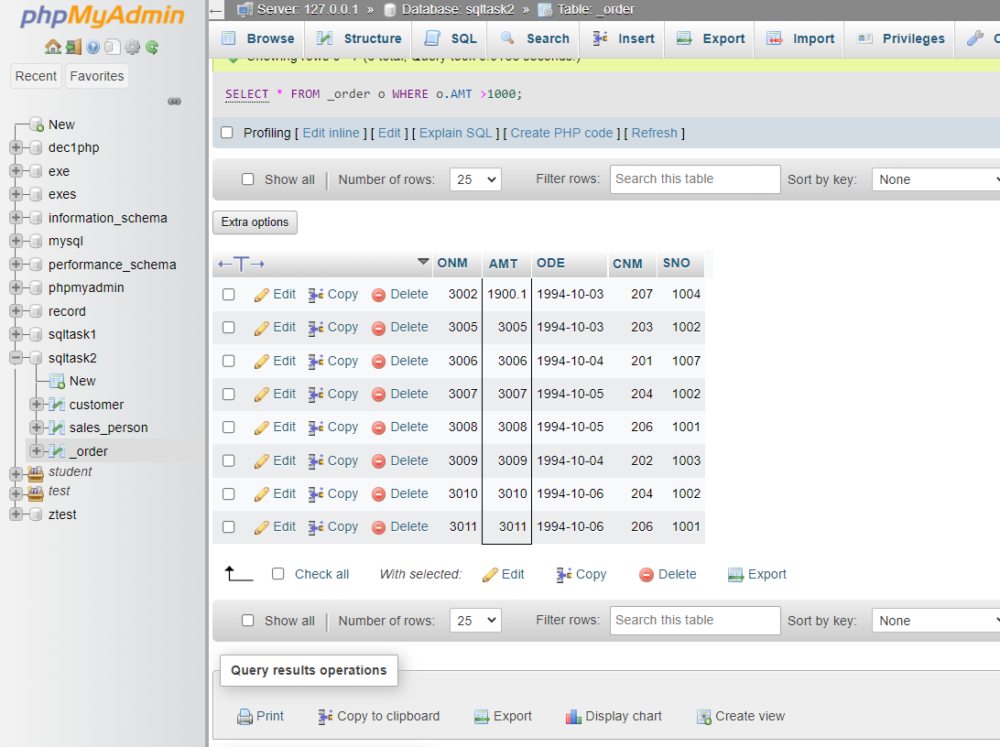 phpMyAdmin
Recent Favorites
New
dec1php
exe
exes
information_schema
mysql
performance_schema
phpmyadmin
record
sqltask1
sqltask2
New
customer
sales_person
_order
student
test
ztest
Server: 127.0.0.1 » Database: sqltask2 » Table: _order
Browse Structure SQL Search Insert Export Import Privileges
SELECT * FROM _order o WHERE o.AMT >1000;
Profiling [ Edit inline ] [ Edit ] [ Explain SQL ] [ Create PHP code ] [ Refresh ]
Show all Number of rows: 25 Filter rows: Search this table Sort by key: None
Extra options
ONM AMT ODE CNM SNO
Edit Copy Delete 3002 1900.1 1994-10-03 207 1004
Edit Copy Delete 3005 3005 1994-10-03 203 1002
Edit Copy Delete 3006 3006 1994-10-04 201 1007
Edit Copy Delete 3007 3007 1994-10-05 204 1002
Edit Copy Delete 3008 3008 1994-10-05 206 1001
Edit Copy Delete 3009 3009 1994-10-04 202 1003
Edit Copy Delete 3010 3010 1994-10-06 204 1002
Edit Copy Delete 3011 3011 1994-10-06 206 1001
Check all With selected: Edit Copy Delete Export
Show all Number of rows: 25 Filter rows: Search this table Sort by key: None
Query results operations
Print Copy to clipboard Export Display chart Create view